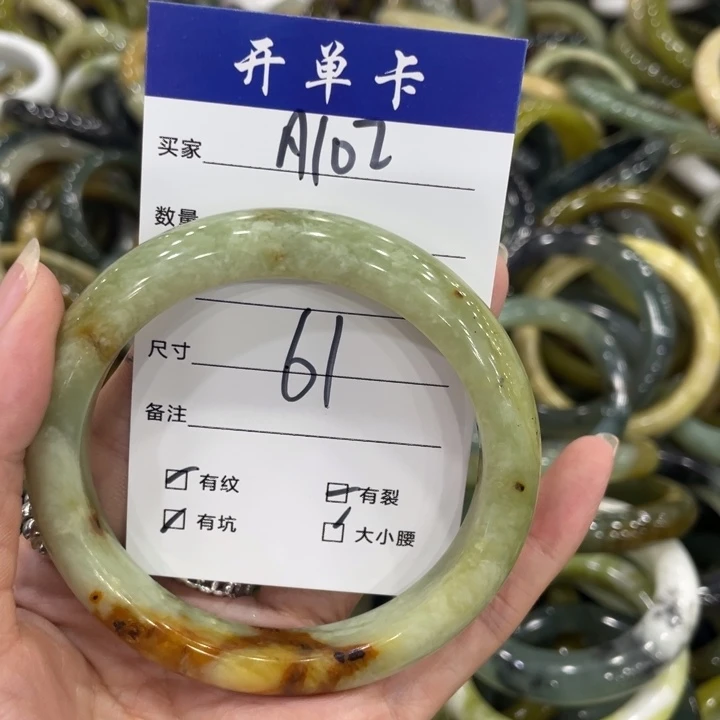 开单卡
买家 A102
数量
尺寸 61
备注
有纹 有裂
有坑 大小腰